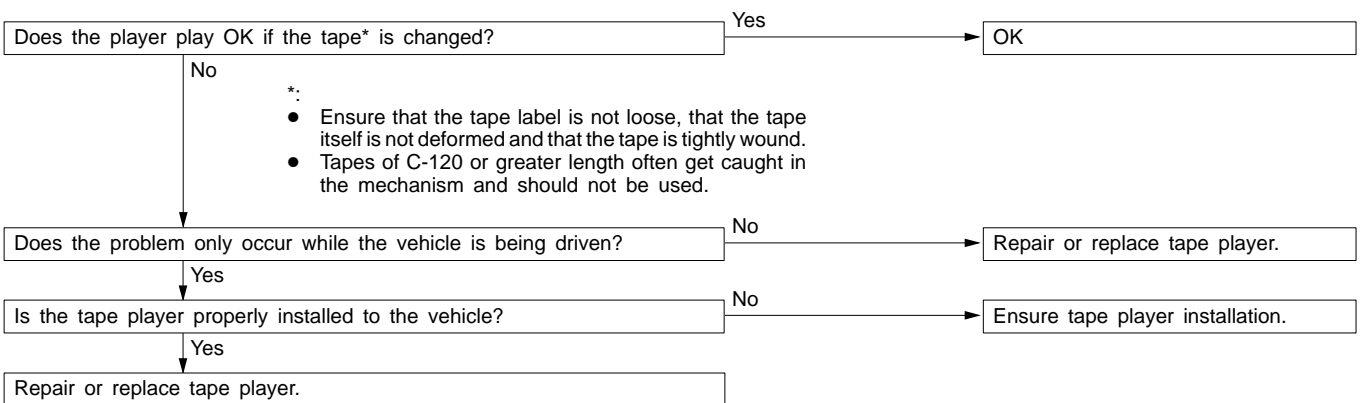 Does the player play OK if the tape* is changed?
Yes
OK
No
*:
● Ensure that the tape label is not loose, that the tape
itself is not deformed and that the tape is tightly wound.
● Tapes of C-120 or greater length often get caught in
the mechanism and should not be used.
Does the problem only occur while the vehicle is being driven?
No
Repair or replace tape player.
Yes
Is the tape player properly installed to the vehicle?
No
Ensure tape player installation.
Yes
Repair or replace tape player.